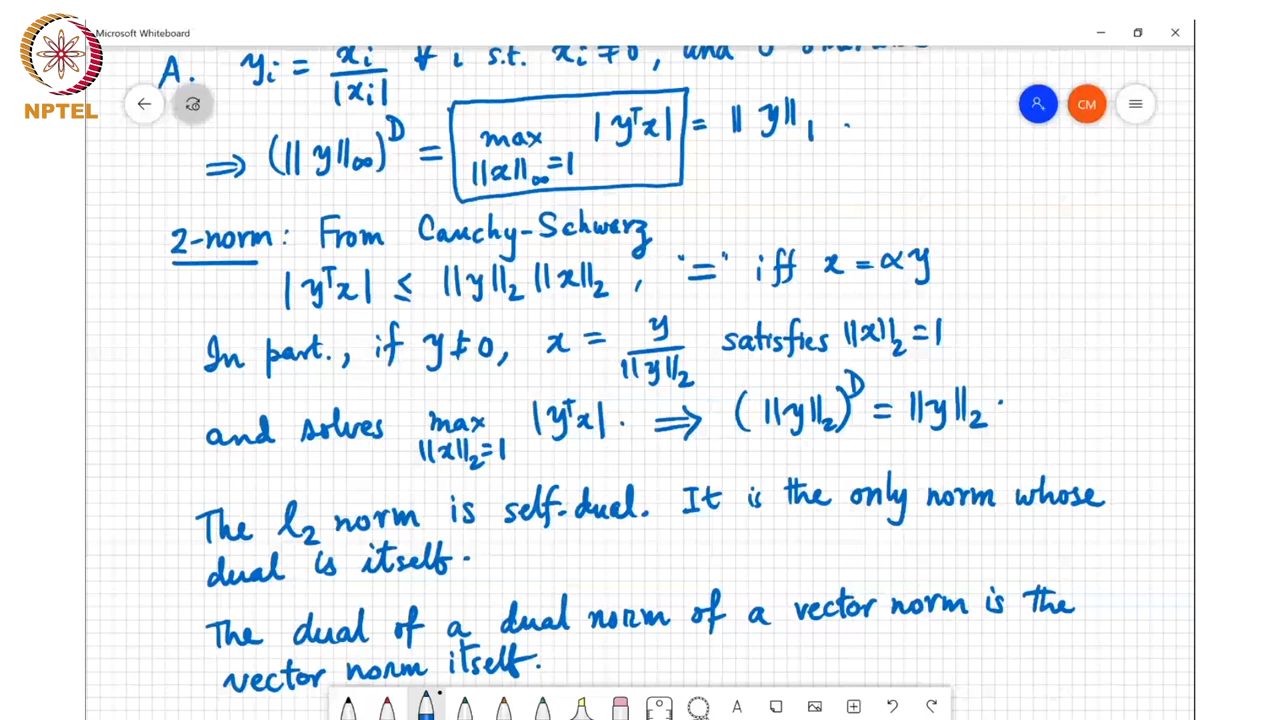 Microsoft Whiteboard
NPTEL
CM
A. yᵢ = xᵢ / |xᵢ| ∀ i s.t. xᵢ ≠ 0, and 0
⟹ (‖y‖∞)ᴰ = max ‖x‖∞=1 |yᵀx| = ‖y‖₁.
2-norm: From Cauchy-Schwarz
|yᵀx| ≤ ‖y‖₂ ‖x‖₂, "=" iff x = αy
In part., if y ≠ 0, x = y / ‖y‖₂ satisfies ‖x‖₂ = 1
and solves max ‖x‖₂=1 |yᵀx|. ⟹ (‖y‖₂)ᴰ = ‖y‖₂.
The l₂ norm is self-dual. It is the only norm whose
dual is itself.
The dual of a dual norm of a vector norm is the
vector norm itself.
A